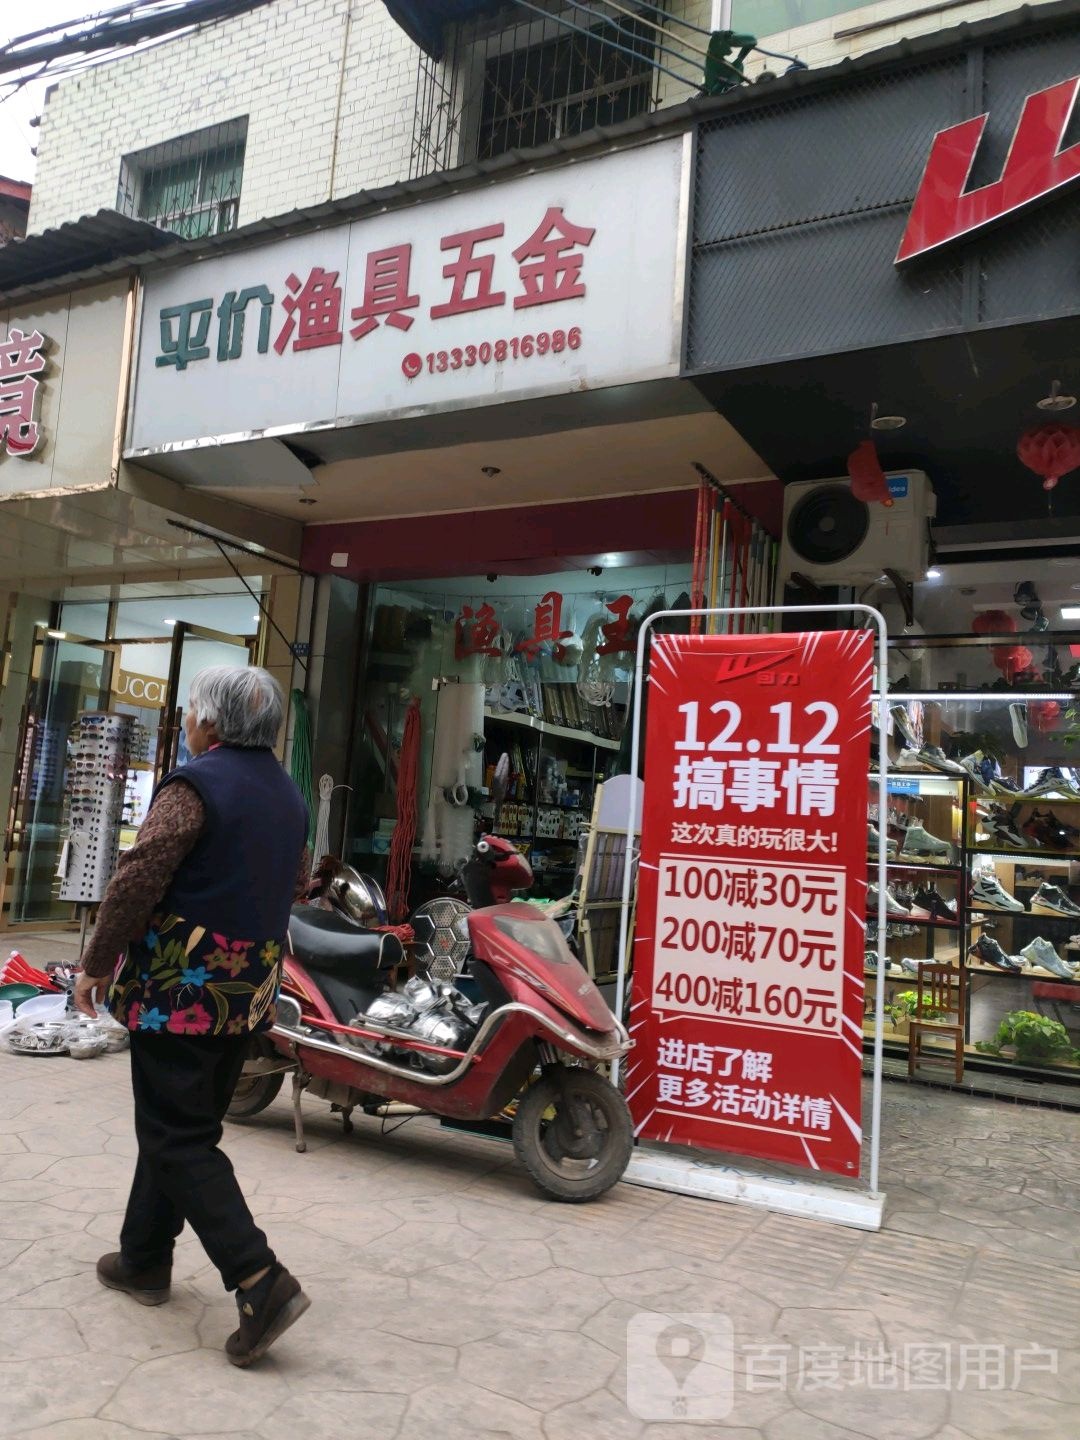 平价渔具五金
13330816986
镜
渔具王
GUCCI
Midea
回力
12.12
搞事情
这次真的玩很大!
100减30元
200减70元
400减160元
进店了解
更多活动详情
百度地图用户